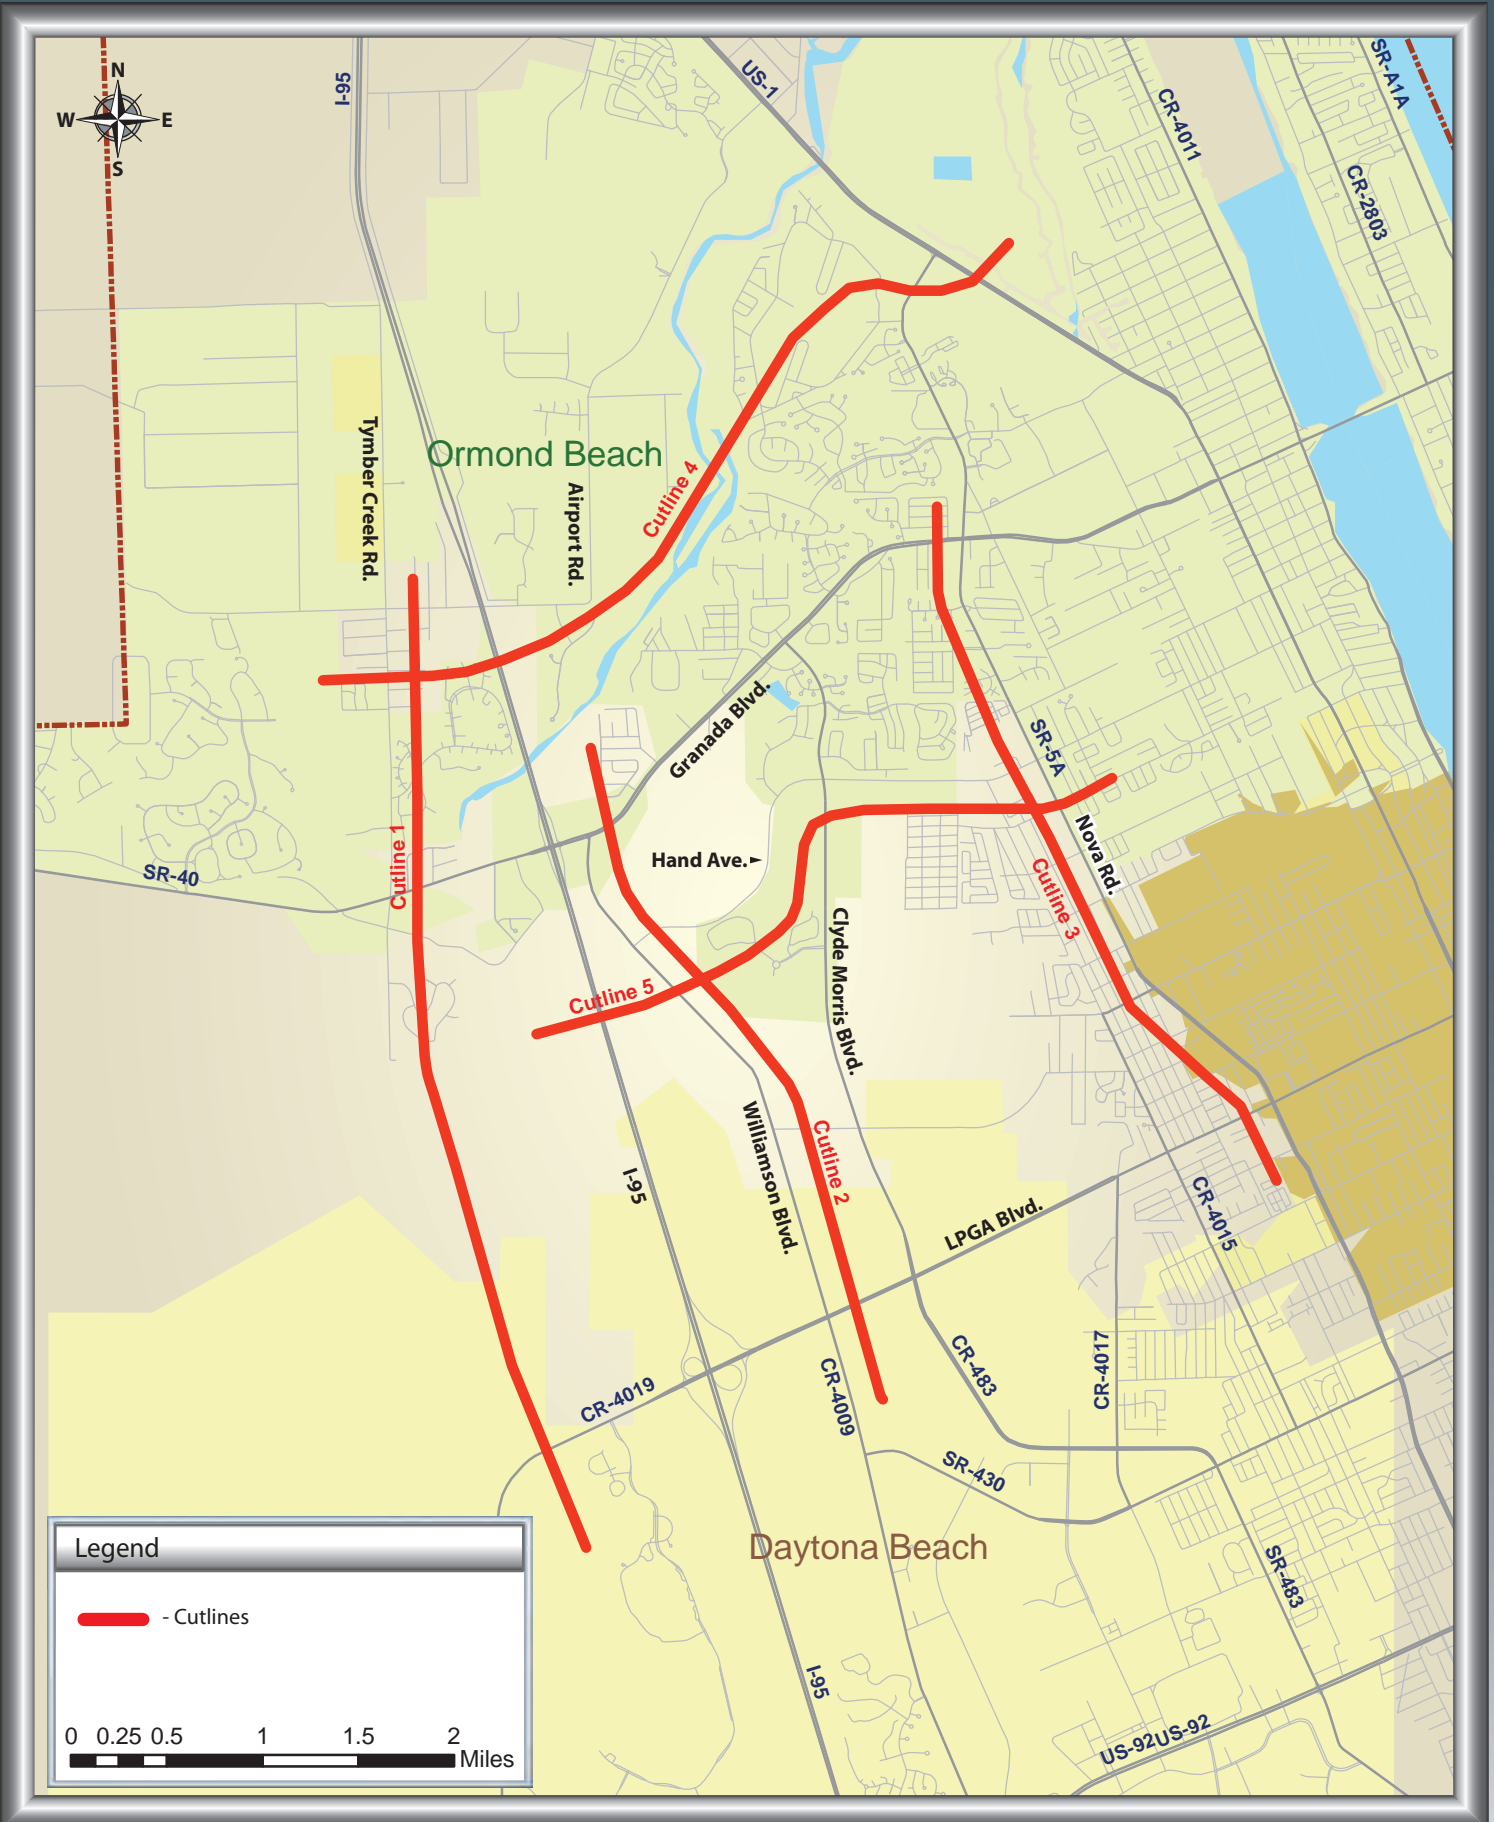 N
W E
S
I-95
US-1
CR-4011
SR-A1A
CR-2803
Tymber Creek Rd.
Ormond Beach
Airport Rd.
Cutline 4
Granada Blvd.
SR-5A
Cutline 1
SR-40
Hand Ave.
Nova Rd.
Cutline 3
Clyde Morris Blvd.
Cutline 5
Williamson Blvd.
Cutline 2
I-95
CR-4015
LPGA Blvd.
CR-4019
CR-4009
CR-483
CR-4017
SR-430
Daytona Beach
SR-483
I-95
US-92US-92
Legend
- Cutlines
0 0.25 0.5 1 1.5 2
Miles